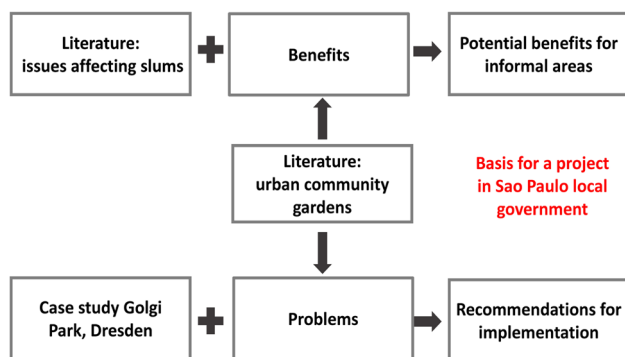 Literature:
issues affecting slums
Benefits
Potential benefits for
informal areas
Literature:
urban community
gardens
Basis for a project
in Sao Paulo local
government
Case study Golgi
Park, Dresden
Problems
Recommendations for
implementation